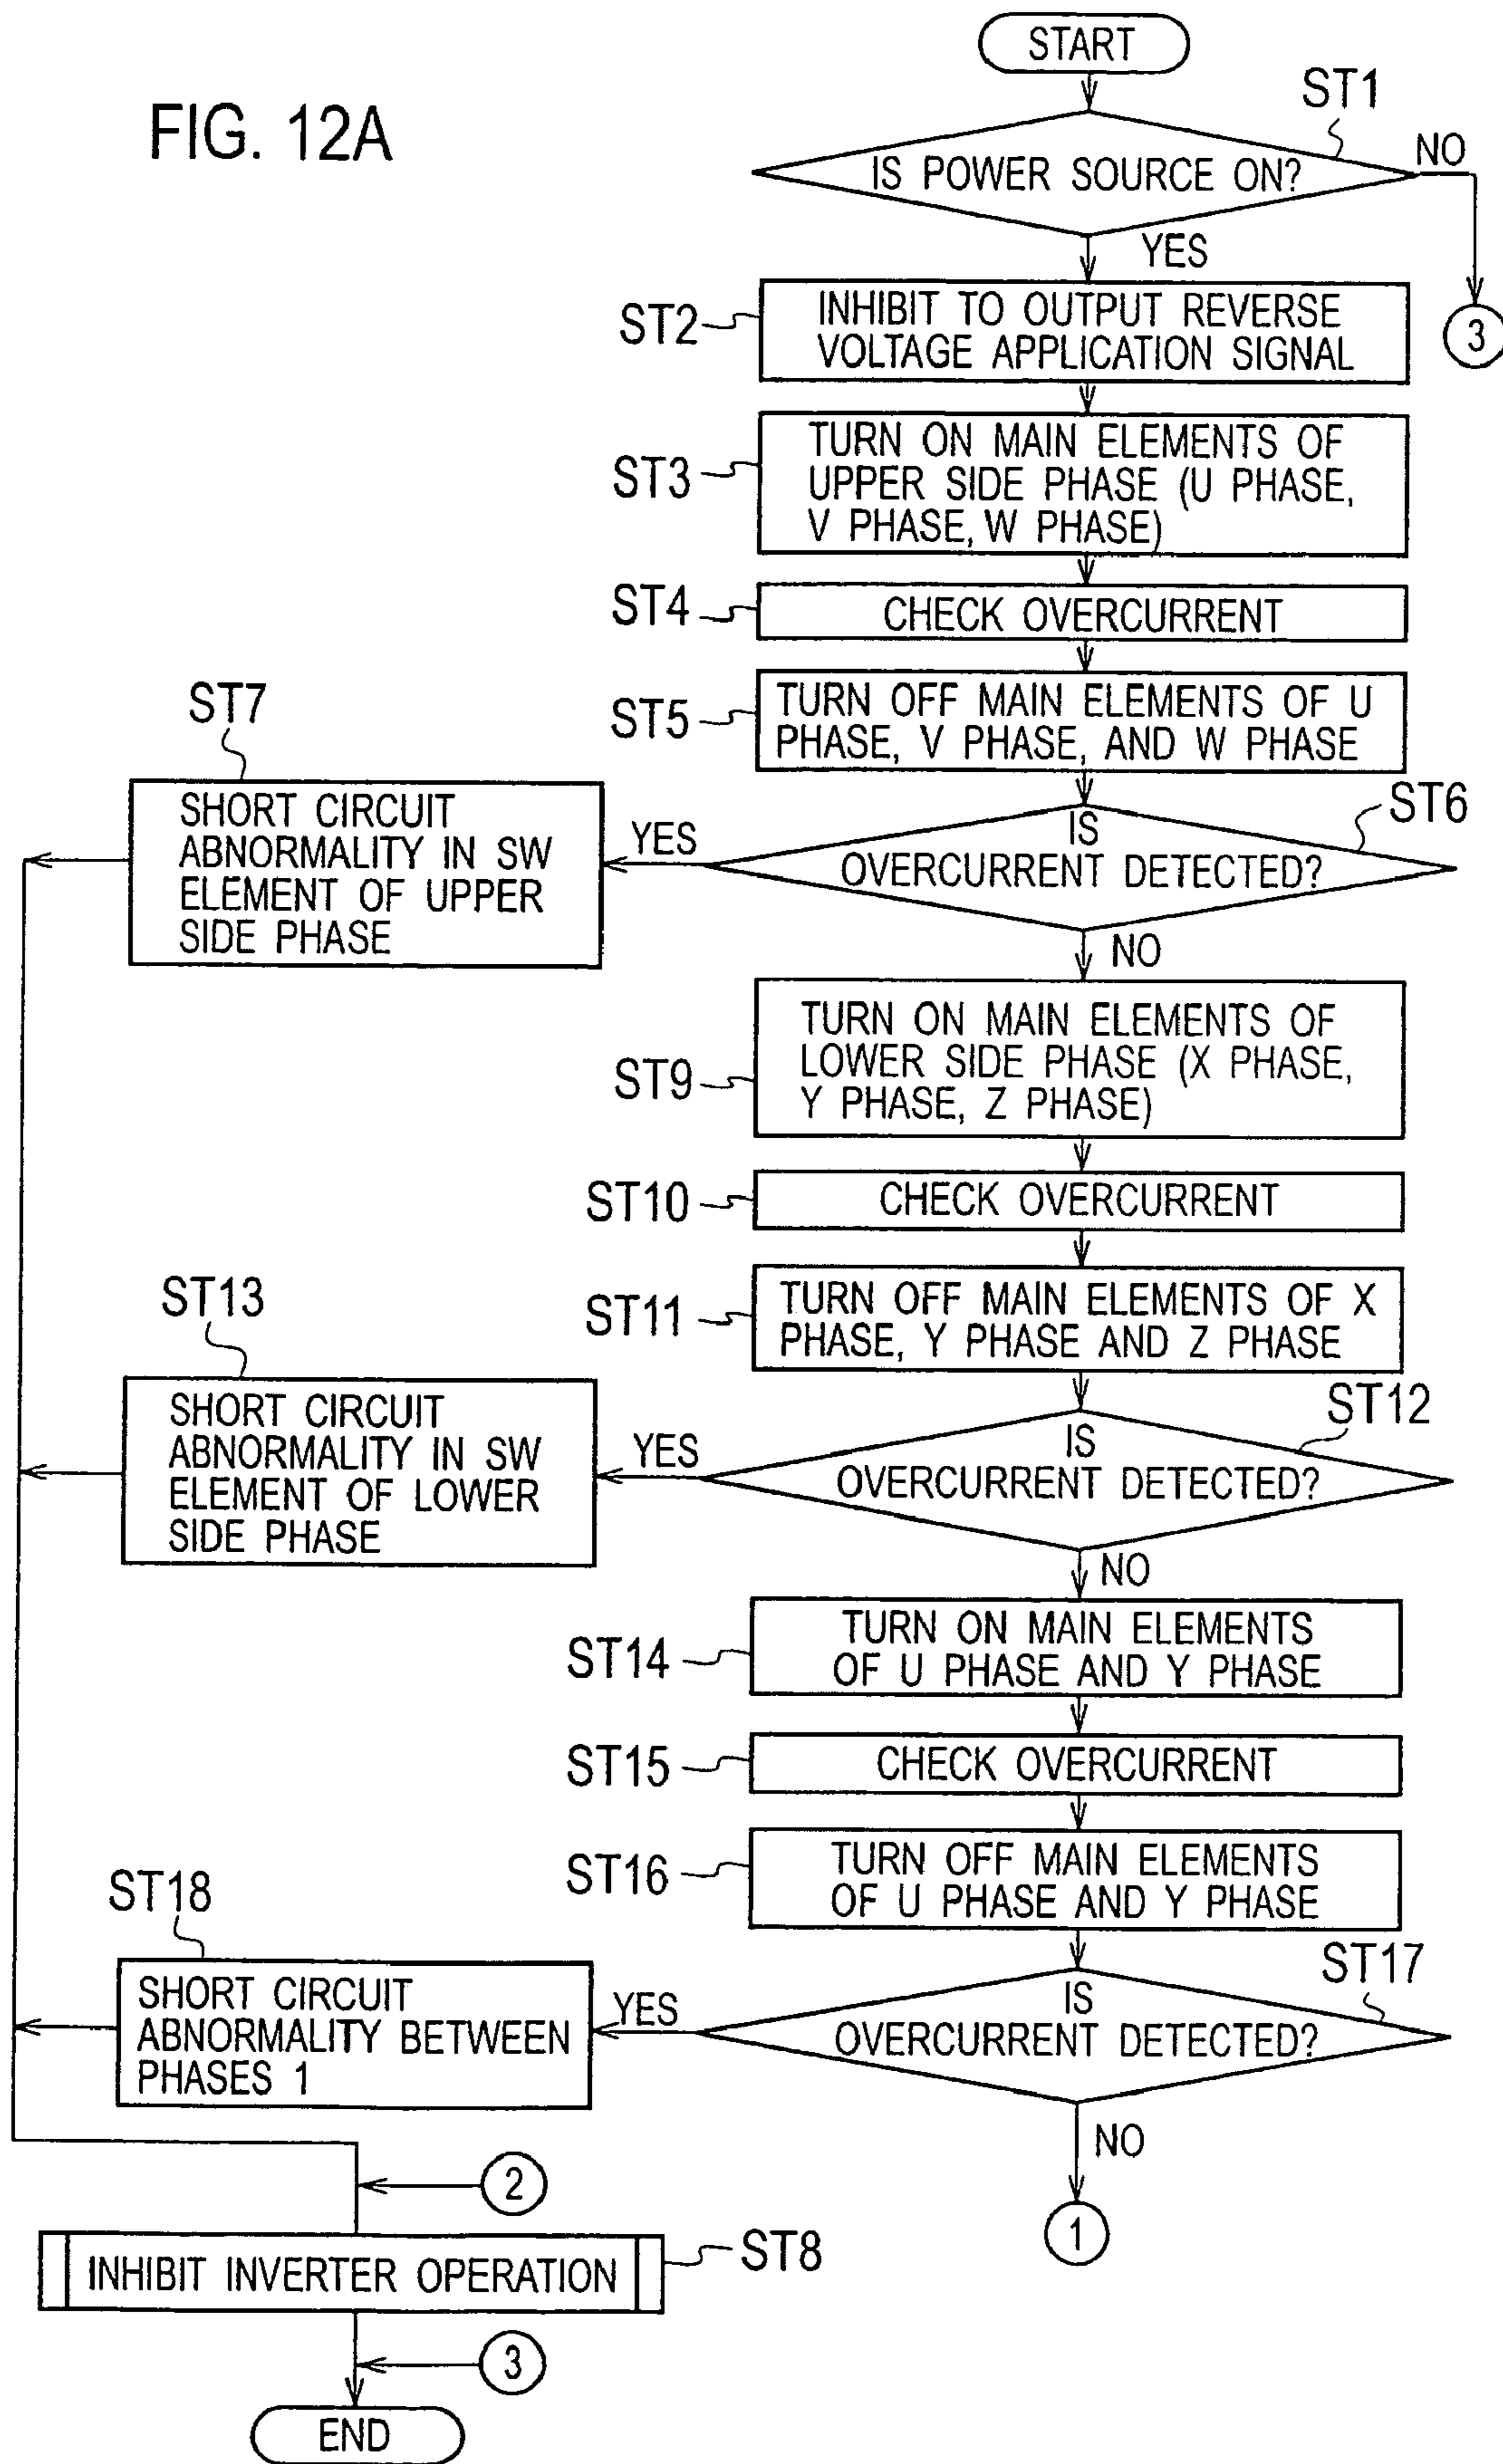 FIG. 12A
START
ST1
IS POWER SOURCE ON?
NO
YES
3
ST2
INHIBIT TO OUTPUT REVERSE
VOLTAGE APPLICATION SIGNAL
ST3
TURN ON MAIN ELEMENTS OF
UPPER SIDE PHASE (U PHASE,
V PHASE, W PHASE)
ST4
CHECK OVERCURRENT
ST5
TURN OFF MAIN ELEMENTS OF U
PHASE, V PHASE, AND W PHASE
ST6
IS
OVERCURRENT DETECTED?
YES
ST7
SHORT CIRCUIT
ABNORMALITY IN SW
ELEMENT OF UPPER
SIDE PHASE
NO
ST9
TURN ON MAIN ELEMENTS OF
LOWER SIDE PHASE (X PHASE,
Y PHASE, Z PHASE)
ST10
CHECK OVERCURRENT
ST11
TURN OFF MAIN ELEMENTS OF X
PHASE, Y PHASE AND Z PHASE
ST12
IS
OVERCURRENT DETECTED?
YES
ST13
SHORT CIRCUIT
ABNORMALITY IN SW
ELEMENT OF LOWER
SIDE PHASE
NO
ST14
TURN ON MAIN ELEMENTS
OF U PHASE AND Y PHASE
ST15
CHECK OVERCURRENT
ST16
TURN OFF MAIN ELEMENTS
OF U PHASE AND Y PHASE
ST17
IS
OVERCURRENT DETECTED?
YES
ST18
SHORT CIRCUIT
ABNORMALITY BETWEEN
PHASES 1
NO
1
2
INHIBIT INVERTER OPERATION
ST8
3
END